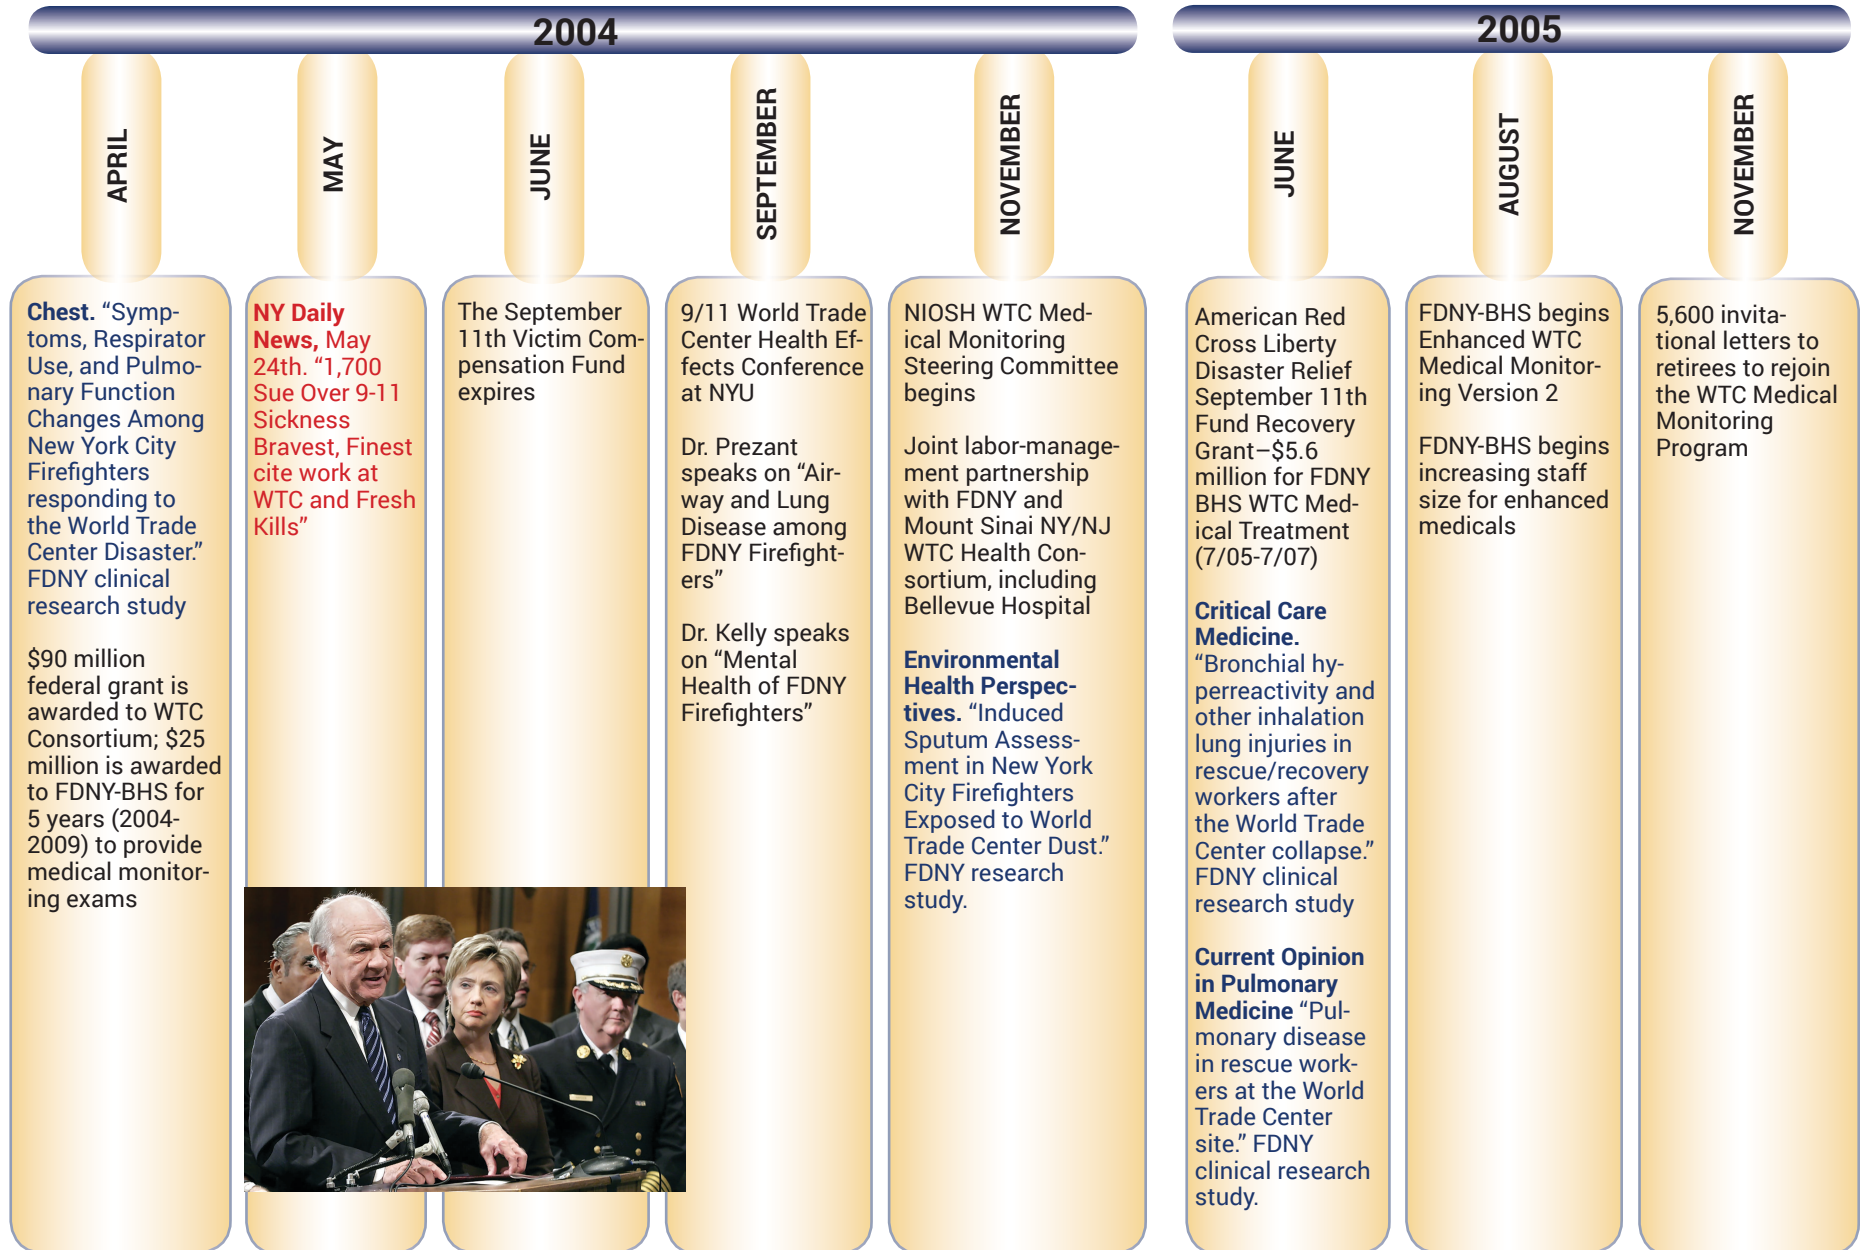 2004
APRIL
Chest. “Symp-
toms, Respirator
Use, and Pulmo-
nary Function
Changes Among
New York City
Firefighters
responding to
the World Trade
Center Disaster.”
FDNY clinical
research study
$90 million
federal grant is
awarded to WTC
Consortium; $25
million is awarded
to FDNY-BHS for
5 years (2004-
2009) to provide
medical monitor-
ing exams
MAY
NY Daily
News, May
24th. “1,700
Sue Over 9-11
Sickness
Bravest, Finest
cite work at
WTC and Fresh
Kills”
JUNE
The September
11th Victim Com-
pensation Fund
expires
SEPTEMBER
9/11 World Trade
Center Health Ef-
fects Conference
at NYU
Dr. Prezant
speaks on “Air-
way and Lung
Disease among
FDNY Firefight-
ers”
Dr. Kelly speaks
on “Mental
Health of FDNY
Firefighters”
NOVEMBER
NIOSH WTC Med-
ical Monitoring
Steering Committee
begins
Joint labor-manage-
ment partnership
with FDNY and
Mount Sinai NY/NJ
WTC Health Con-
sortium, including
Bellevue Hospital
Environmental
Health Perspec-
tives. “Induced
Sputum Assess-
ment in New York
City Firefighters
Exposed to World
Trade Center Dust.”
FDNY research
study.
2005
JUNE
American Red
Cross Liberty
Disaster Relief
September 11th
Fund Recovery
Grant–$5.6
million for FDNY
BHS WTC Med-
ical Treatment
(7/05-7/07)
Critical Care
Medicine.
“Bronchial hy-
perreactivity and
other inhalation
lung injuries in
rescue/recovery
workers after
the World Trade
Center collapse.”
FDNY clinical
research study
Current Opinion
in Pulmonary
Medicine “Pul-
monary disease
in rescue work-
ers at the World
Trade Center
site.” FDNY
clinical research
study.
AUGUST
FDNY-BHS begins
Enhanced WTC
Medical Monitor-
ing Version 2
FDNY-BHS begins
increasing staff
size for enhanced
medicals
NOVEMBER
5,600 invita-
tional letters to
retirees to rejoin
the WTC Medical
Monitoring
Program